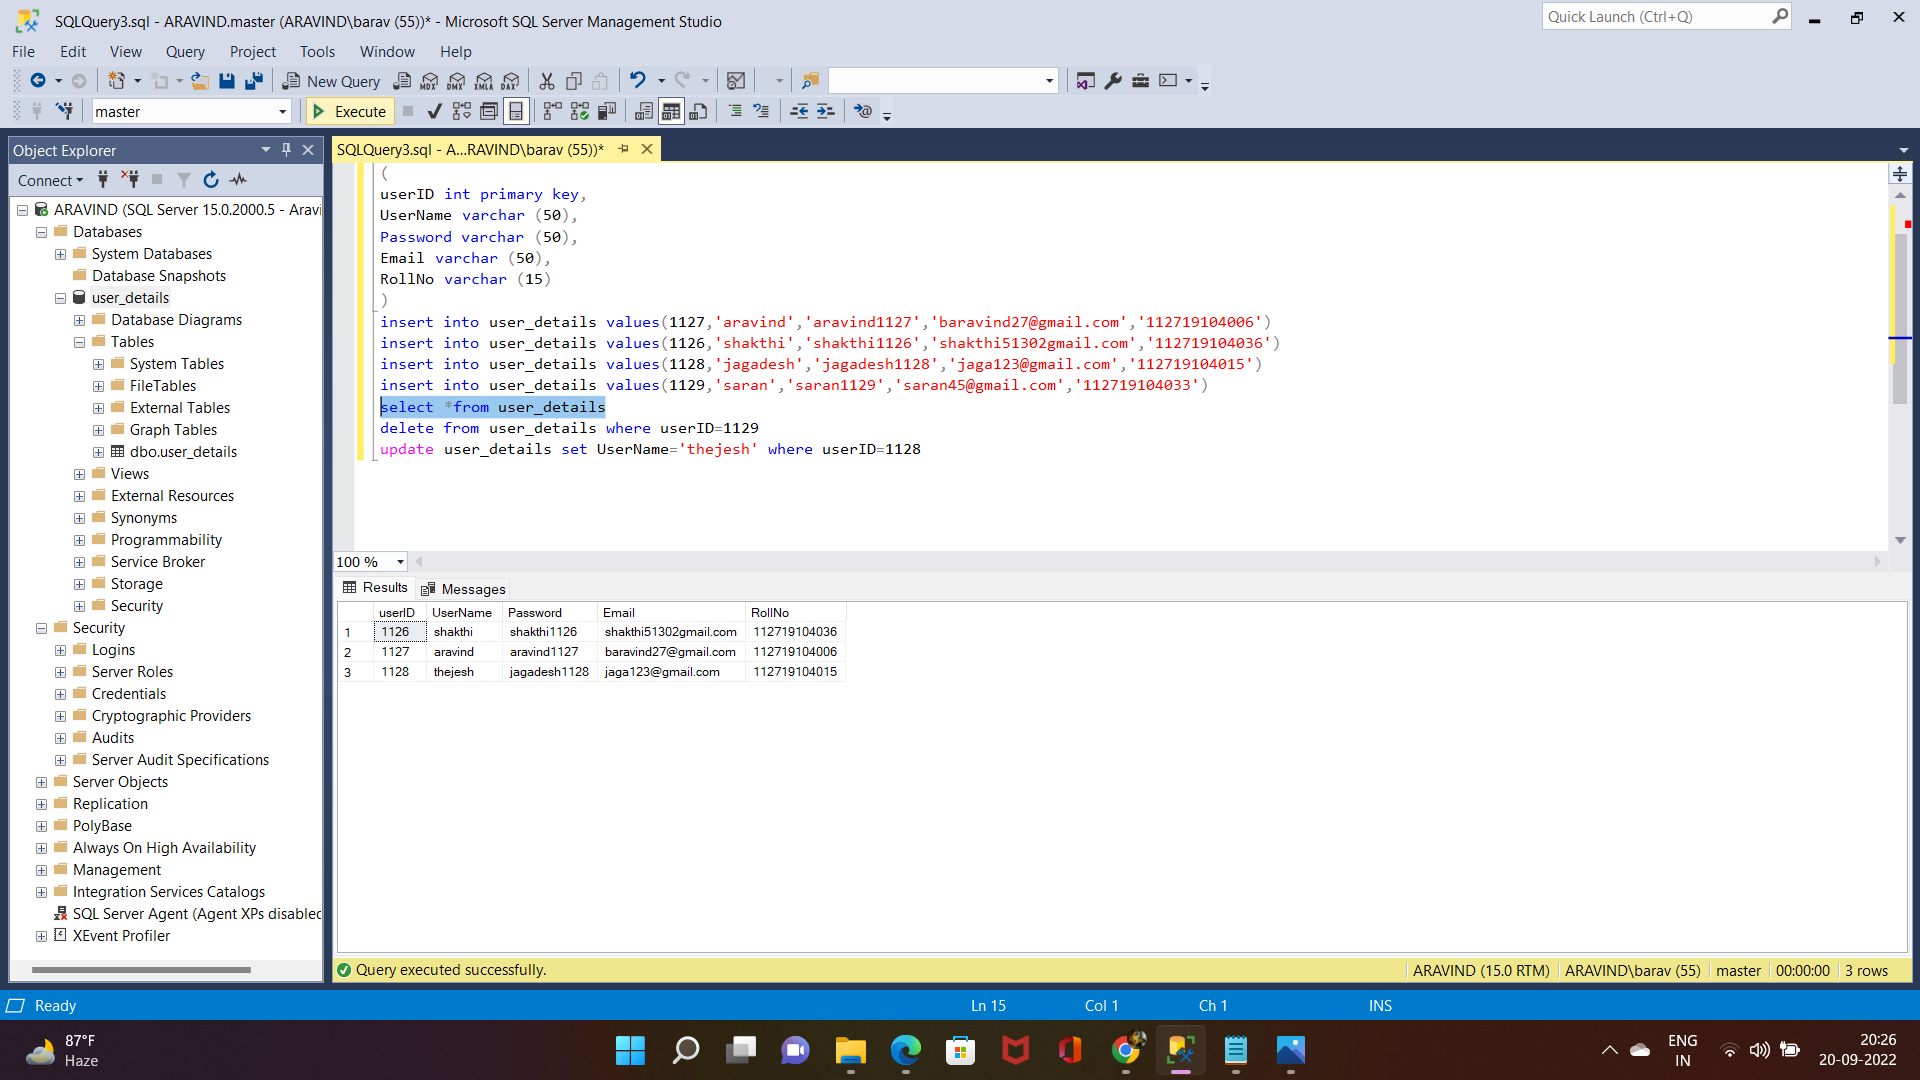 SQLQuery3.sql - ARAVIND.master (ARAVIND\barav (55))* - Microsoft SQL Server Management Studio
Quick Launch (Ctrl+Q)
File Edit View Query Project Tools Window Help
New Query
MDX DMX XMLA DAX
master
Execute
Object Explorer
SQLQuery3.sql - A...RAVIND\barav (55))*
Connect
ARAVIND (SQL Server 15.0.2000.5 - Aravi
Databases
System Databases
Database Snapshots
user_details
Database Diagrams
Tables
System Tables
FileTables
External Tables
Graph Tables
dbo.user_details
Views
External Resources
Synonyms
Programmability
Service Broker
Storage
Security
Security
Logins
Server Roles
Credentials
Cryptographic Providers
Audits
Server Audit Specifications
Server Objects
Replication
PolyBase
Always On High Availability
Management
Integration Services Catalogs
SQL Server Agent (Agent XPs disabled
XEvent Profiler
(
userID int primary key,
UserName varchar (50),
Password varchar (50),
Email varchar (50),
RollNo varchar (15)
)
insert into user_details values(1127,'aravind','aravind1127','baravind27@gmail.com','112719104006')
insert into user_details values(1126,'shakthi','shakthi1126','shakthi51302gmail.com','112719104036')
insert into user_details values(1128,'jagadesh','jagadesh1128','jaga123@gmail.com','112719104015')
insert into user_details values(1129,'saran','saran1129','saran45@gmail.com','112719104033')
select *from user_details
delete from user_details where userID=1129
update user_details set UserName='thejesh' where userID=1128
100 %
Results Messages
userID UserName Password Email RollNo
1 1126 shakthi shakthi1126 shakthi51302gmail.com 112719104036
2 1127 aravind aravind1127 baravind27@gmail.com 112719104006
3 1128 thejesh jagadesh1128 jaga123@gmail.com 112719104015
Query executed successfully.
ARAVIND (15.0 RTM) ARAVIND\barav (55) master 00:00:00 3 rows
Ready Ln 15 Col 1 Ch 1 INS
87°F
Haze
ENG
IN
20:26
20-09-2022